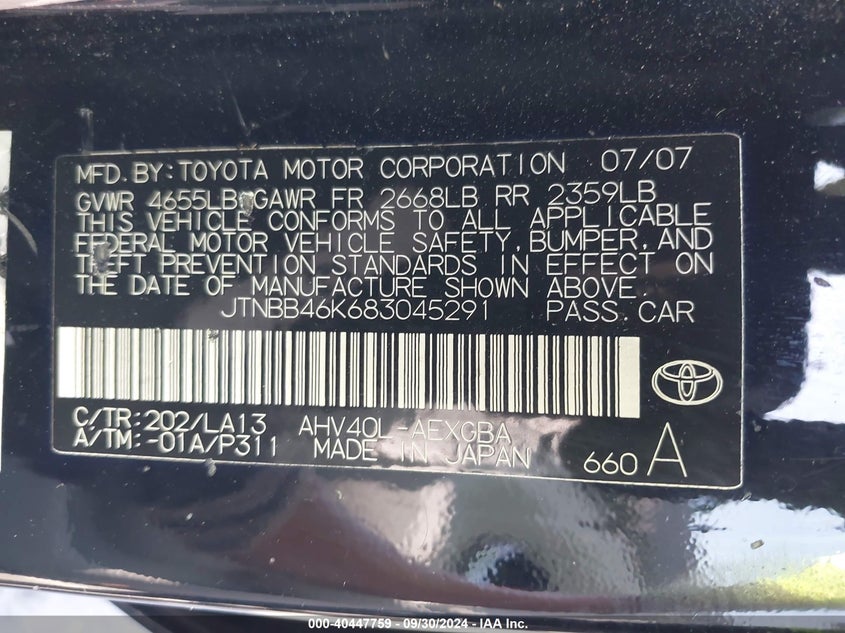 MFD.BY:TOYOTA MOTOR CORPORATION 07/07
GVWR 4655LB GAWR FR 2668LB RR 2359LB
THIS VEHICLE CONFORMS TO ALL APPLICABLE
FEDERAL MOTOR VEHICLE SAFETY, BUMPER, AND
THEFT PREVENTION STANDARDS IN EFFECT ON
THE DATE OF MANUFACTURE SHOWN ABOVE.
JTNBB46K683045291 PASS.CAR
C/TR:202/LA13 AHV40L-AEXGBA
A/TM:-01A/P311 MADE IN JAPAN 660 A
000-40447759 - 09/30/2024 - IAA Inc.